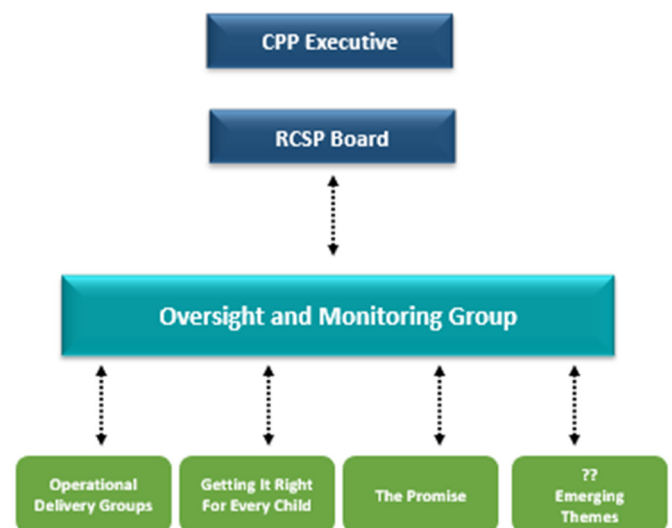 CPP Executive
RCSP Board
Oversight and Monitoring Group
Operational
Delivery Groups
Getting It Right
For Every Child
The Promise
??
Emerging
Themes